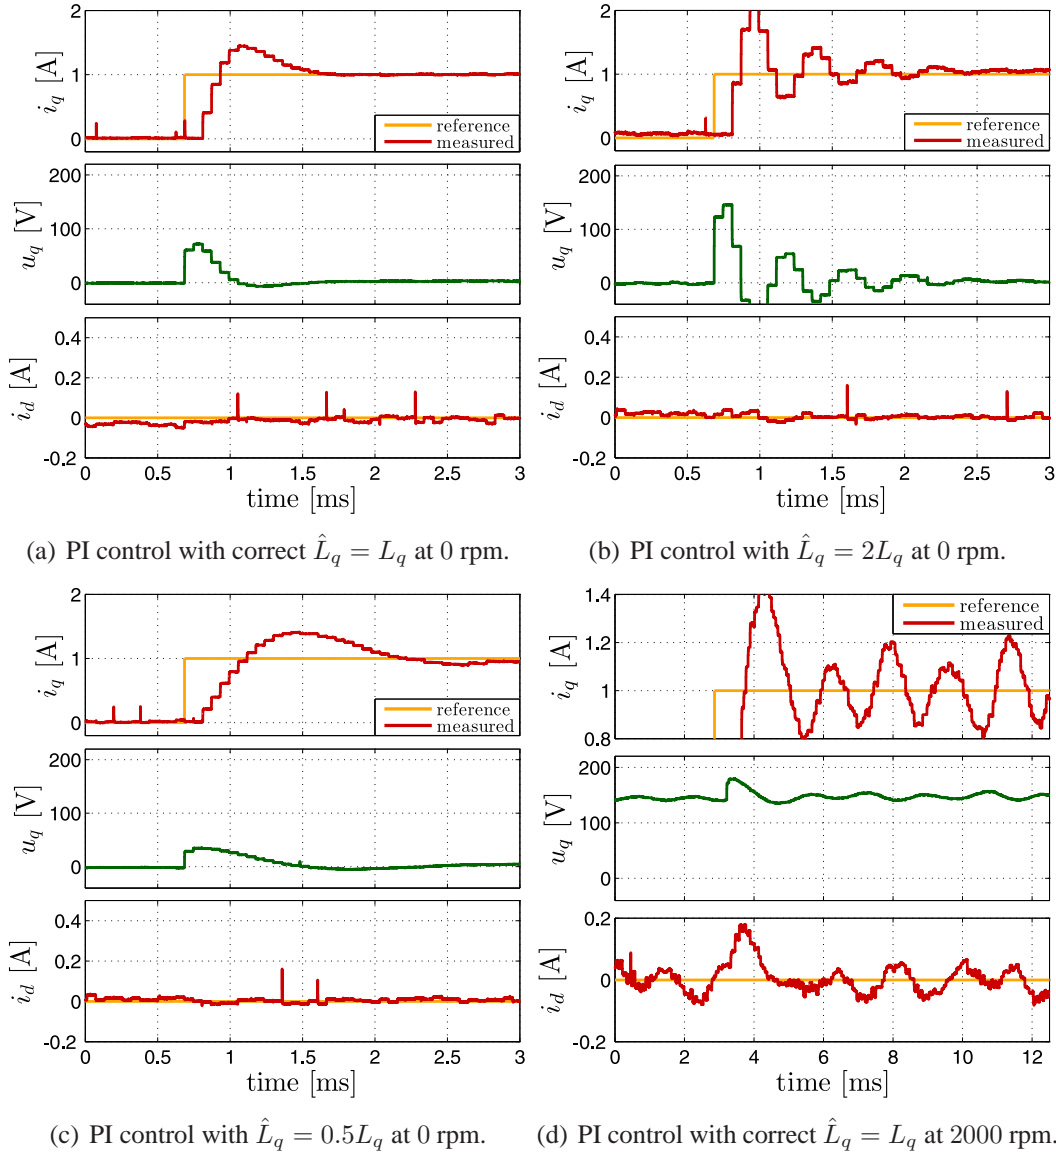 2
1
0
i_q [A]
reference
measured
200
100
0
u_q [V]
0.4
0.2
0
-0.2
i_d [A]
0 0.5 1 1.5 2 2.5 3
time [ms]
(a) PI control with correct L̂_q = L_q at 0 rpm.
2
1
0
i_q [A]
reference
measured
200
100
0
u_q [V]
0.4
0.2
0
-0.2
i_d [A]
0 0.5 1 1.5 2 2.5 3
time [ms]
(b) PI control with L̂_q = 2L_q at 0 rpm.
2
1
0
i_q [A]
reference
measured
200
100
0
u_q [V]
0.4
0.2
0
-0.2
i_d [A]
0 0.5 1 1.5 2 2.5 3
time [ms]
(c) PI control with L̂_q = 0.5L_q at 0 rpm.
1.4
1.2
1
0.8
i_q [A]
reference
measured
200
100
0
u_q [V]
0.2
0
-0.2
i_d [A]
0 2 4 6 8 10 12
time [ms]
(d) PI control with correct L̂_q = L_q at 2000 rpm.